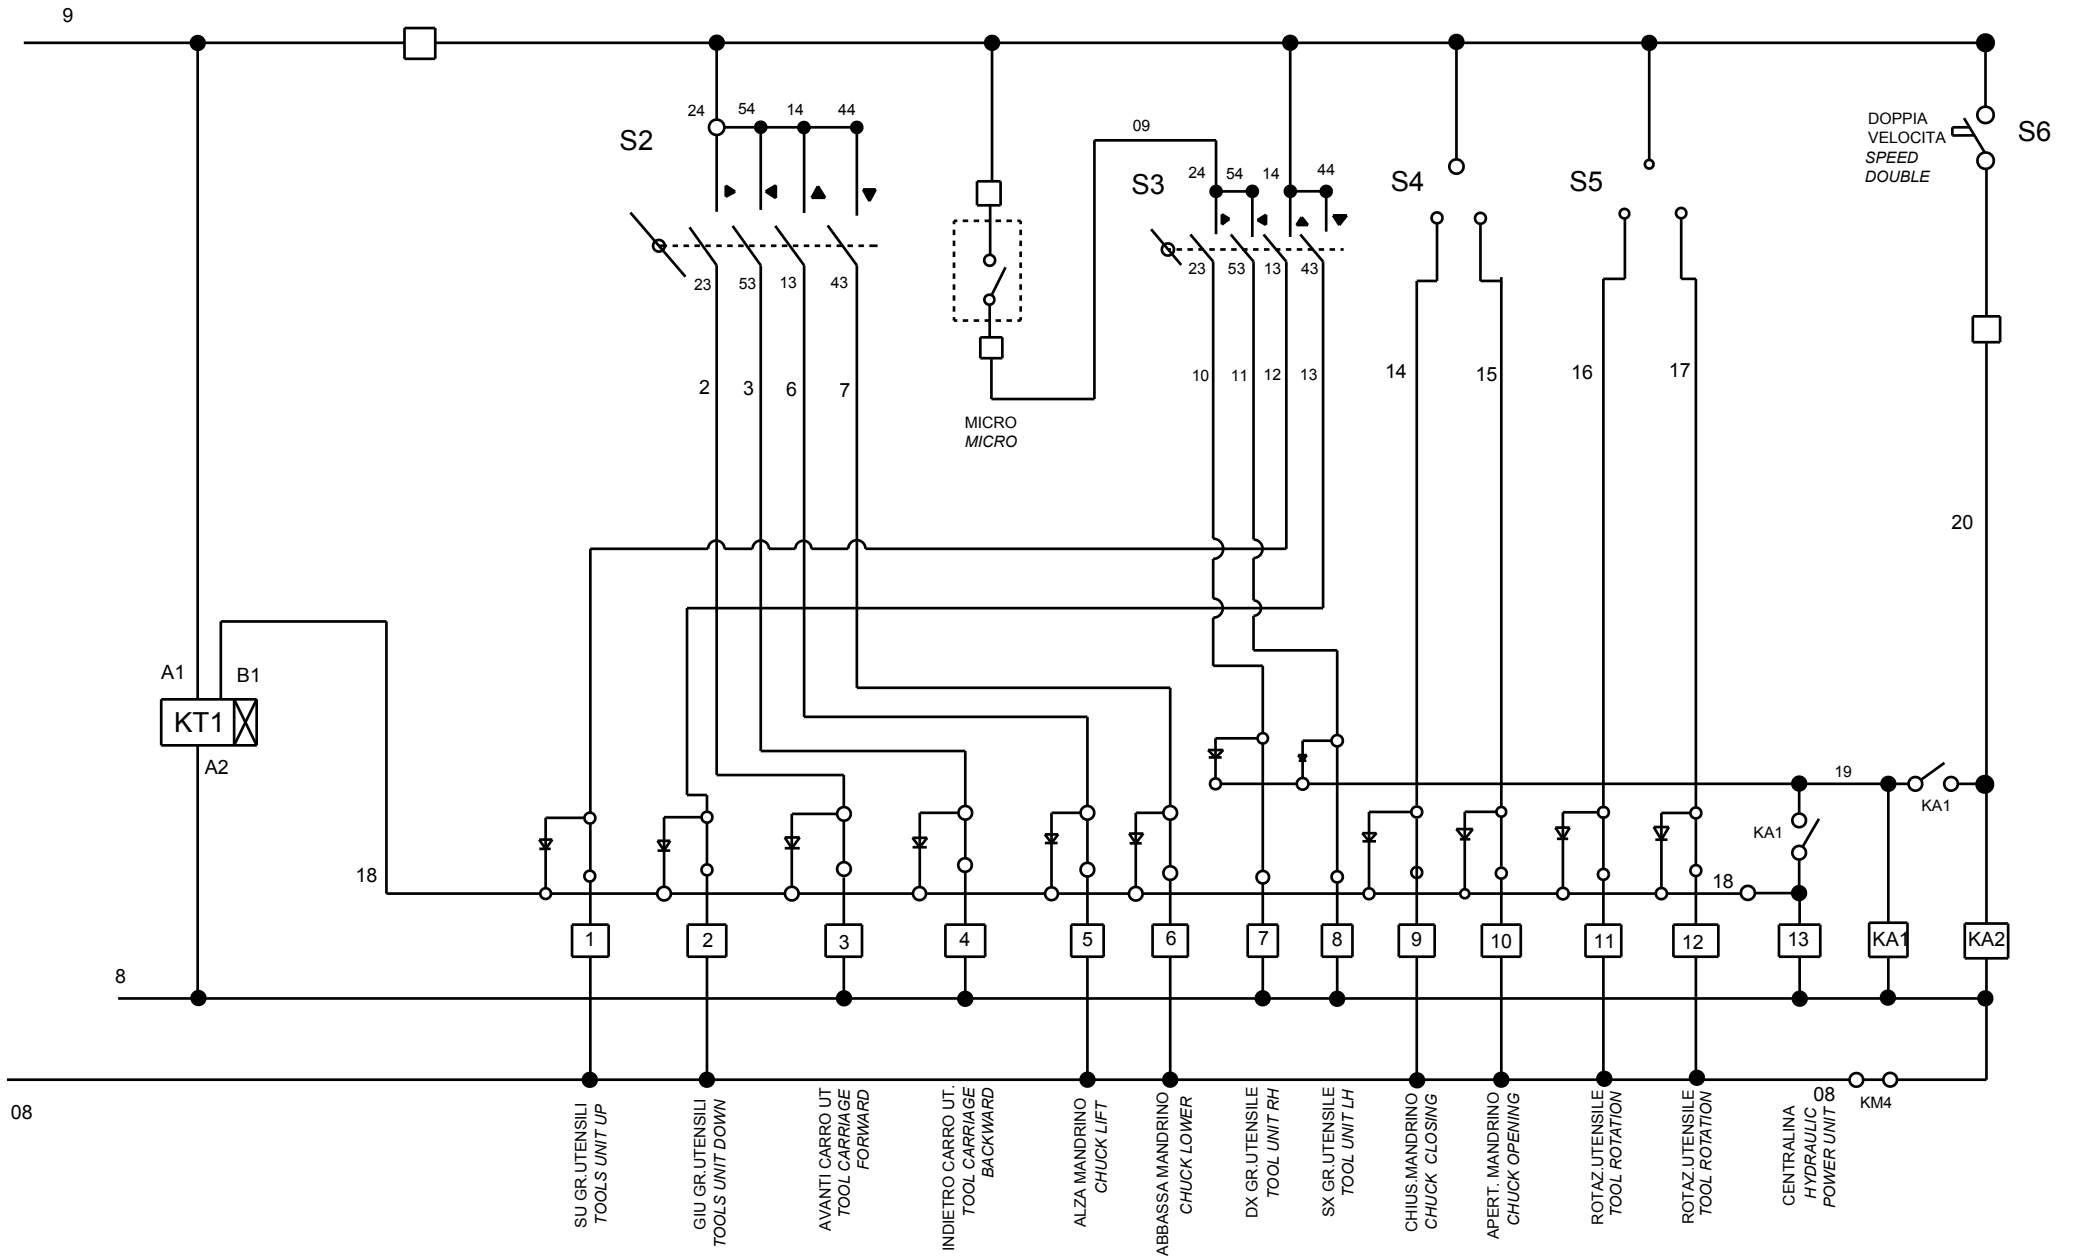 9
24
54
14
44
S2
09
S3
24
54
14
44
S4
S5
DOPPIA
VELOCITA
SPEED
DOUBLE
S6
23
53
13
43
23
53
13
43
2
3
6
7
10
11
12
13
14
15
16
17
MICRO
MICRO
20
A1
B1
KT1
A2
19
KA1
KA1
18
18
1
2
3
4
5
6
7
8
9
10
11
12
13
KA1
KA2
8
08
08
KM4
SU GR.UTENSILI
TOOLS UNIT UP
GIU GR.UTENSILI
TOOLS UNIT DOWN
AVANTI CARRO UT
TOOL CARRIAGE
FORWARD
INDIETRO CARRO UT.
TOOL CARRIAGE
BACKWARD
ALZA MANDRINO
CHUCK LIFT
ABBASSA MANDRINO
CHUCK LOWER
DX GR.UTENSILE
TOOL UNIT RH
SX GR.UTENSILE
TOOL UNIT LH
CHIUS.MANDRINO
CHUCK CLOSING
APERT. MANDRINO
CHUCK OPENING
ROTAZ.UTENSILE
TOOL ROTATION
ROTAZ.UTENSILE
TOOL ROTATION
CENTRALINA
HYDRAULIC
POWER UNIT